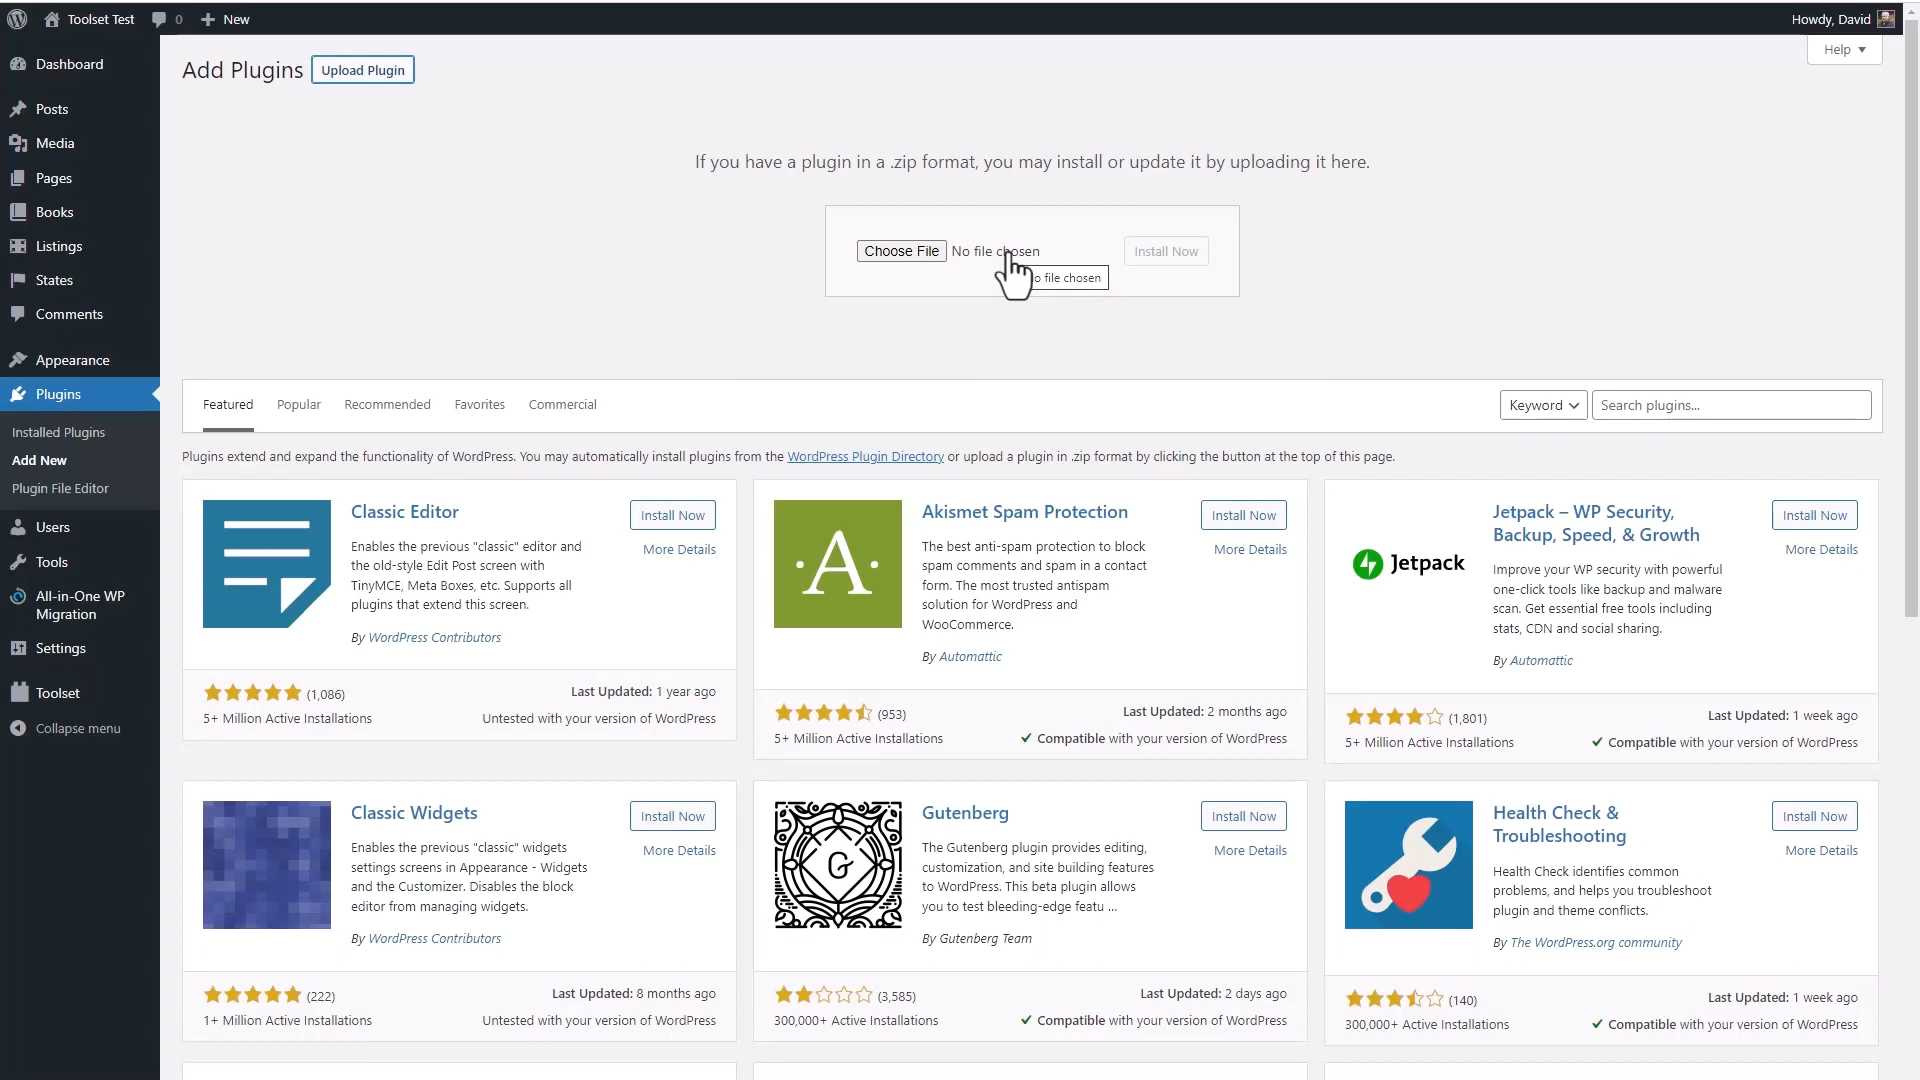 Toolset Test
0
New
Howdy, David
Help
Dashboard
Posts
Media
Pages
Books
Listings
States
Comments
Appearance
Plugins
Installed Plugins
Add New
Plugin File Editor
Users
Tools
All-in-One WP
Migration
Settings
Toolset
Collapse menu
Add Plugins
Upload Plugin
If you have a plugin in a .zip format, you may install or update it by uploading it here.
Choose File No file chosen
Install Now
o file chosen
Featured
Popular
Recommended
Favorites
Commercial
Keyword
Search plugins...
Plugins extend and expand the functionality of WordPress. You may automatically install plugins from the WordPress Plugin Directory or upload a plugin in .zip format by clicking the button at the top of this page.
Classic Editor
Install Now
More Details
Enables the previous "classic" editor and
the old-style Edit Post screen with
TinyMCE, Meta Boxes, etc. Supports all
plugins that extend this screen.
By WordPress Contributors
(1,086)
Last Updated: 1 year ago
5+ Million Active Installations
Untested with your version of WordPress
A
Akismet Spam Protection
Install Now
More Details
The best anti-spam protection to block
spam comments and spam in a contact
form. The most trusted antispam
solution for WordPress and
WooCommerce.
By Automattic
(953)
Last Updated: 2 months ago
5+ Million Active Installations
Compatible with your version of WordPress
Jetpack
Jetpack – WP Security,
Backup, Speed, & Growth
Install Now
More Details
Improve your WP security with powerful
one-click tools like backup and malware
scan. Get essential free tools including
stats, CDN and social sharing.
By Automattic
(1,801)
Last Updated: 1 week ago
5+ Million Active Installations
Compatible with your version of WordPress
Classic Widgets
Install Now
More Details
Enables the previous "classic" widgets
settings screens in Appearance - Widgets
and the Customizer. Disables the block
editor from managing widgets.
By WordPress Contributors
(222)
Last Updated: 8 months ago
1+ Million Active Installations
Untested with your version of WordPress
G
Gutenberg
Install Now
More Details
The Gutenberg plugin provides editing,
customization, and site building features
to WordPress. This beta plugin allows
you to test bleeding-edge featu ...
By Gutenberg Team
(3,585)
Last Updated: 2 days ago
300,000+ Active Installations
Compatible with your version of WordPress
Health Check &
Troubleshooting
Install Now
More Details
Health Check identifies common
problems, and helps you troubleshoot
plugin and theme conflicts.
By The WordPress.org community
(140)
Last Updated: 1 week ago
300,000+ Active Installations
Compatible with your version of WordPress